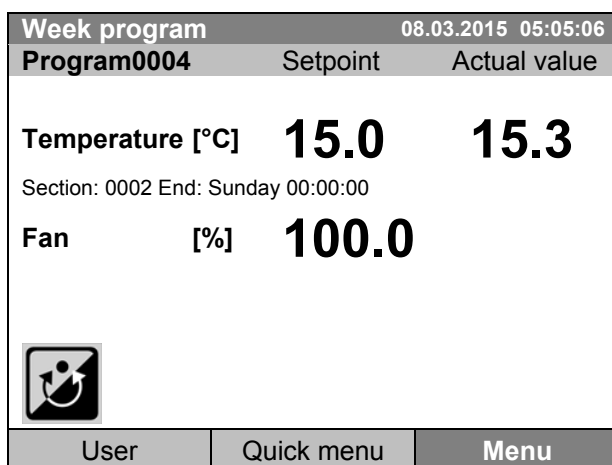 Week program 08.03.2015 05:05:06
Program0004 Setpoint Actual value
Temperature [°C] 15.0 15.3
Section: 0002 End: Sunday 00:00:00
Fan [%] 100.0
User Quick menu Menu